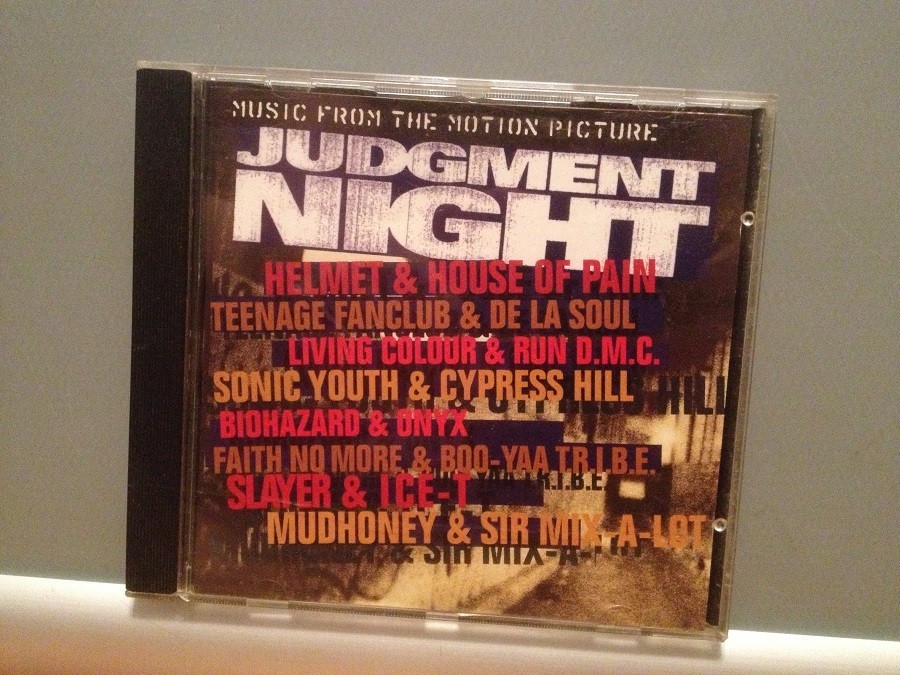 MUSIC FROM THE MOTION PICTURE
JUDGMENT
NIGHT
HELMET & HOUSE OF PAIN
TEENAGE FANCLUB & DE LA SOUL
LIVING COLOUR & RUN D.M.C.
SONIC YOUTH & CYPRESS HILL
BIOHAZARD & ONYX
FAITH NO MORE & BOO-YAA T.R.I.B.E.
SLAYER & ICE-T
MUDHONEY & SIR MIX-A-LOT